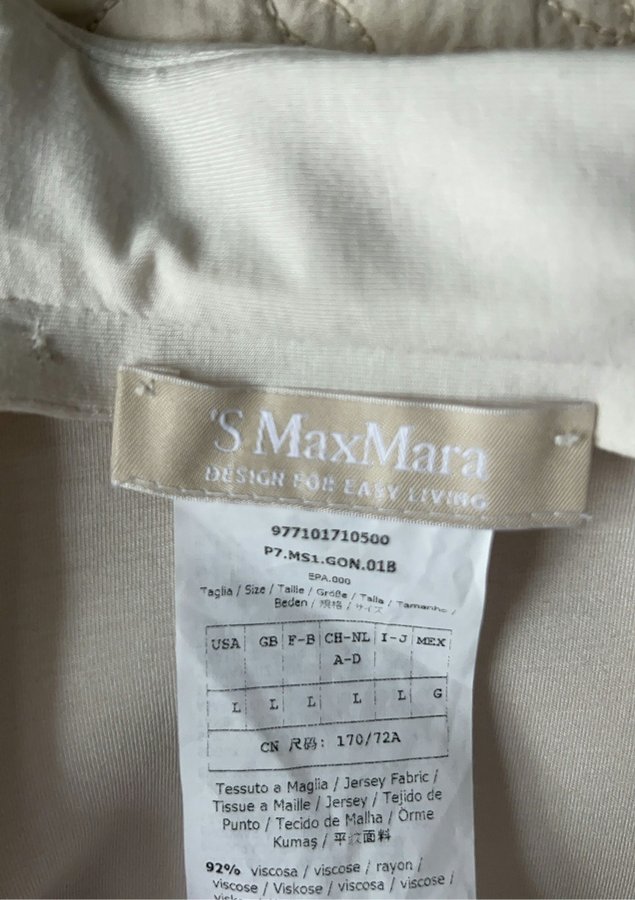 'S MaxMara
DESIGN FOR EASY LIVING
977101710500
P7.MS1.GON.01B
EPA.000
Taglia / Size / Taille / Größe / Talla / Tamanho /
Beden / 規格 / サイズ
USA GB F-B CH-NL I-J MEX
A-D
L L L L L G
CN 尺码: 170/72A
Tessuto a Maglia / Jersey Fabric /
Tissue a Maille / Jersey / Tejido de
Punto / Tecido de Malha / Örme
Kumaş / 平纹面料
92% viscosa / viscose / rayon /
viscose / Viskose / viscosa / viscose /